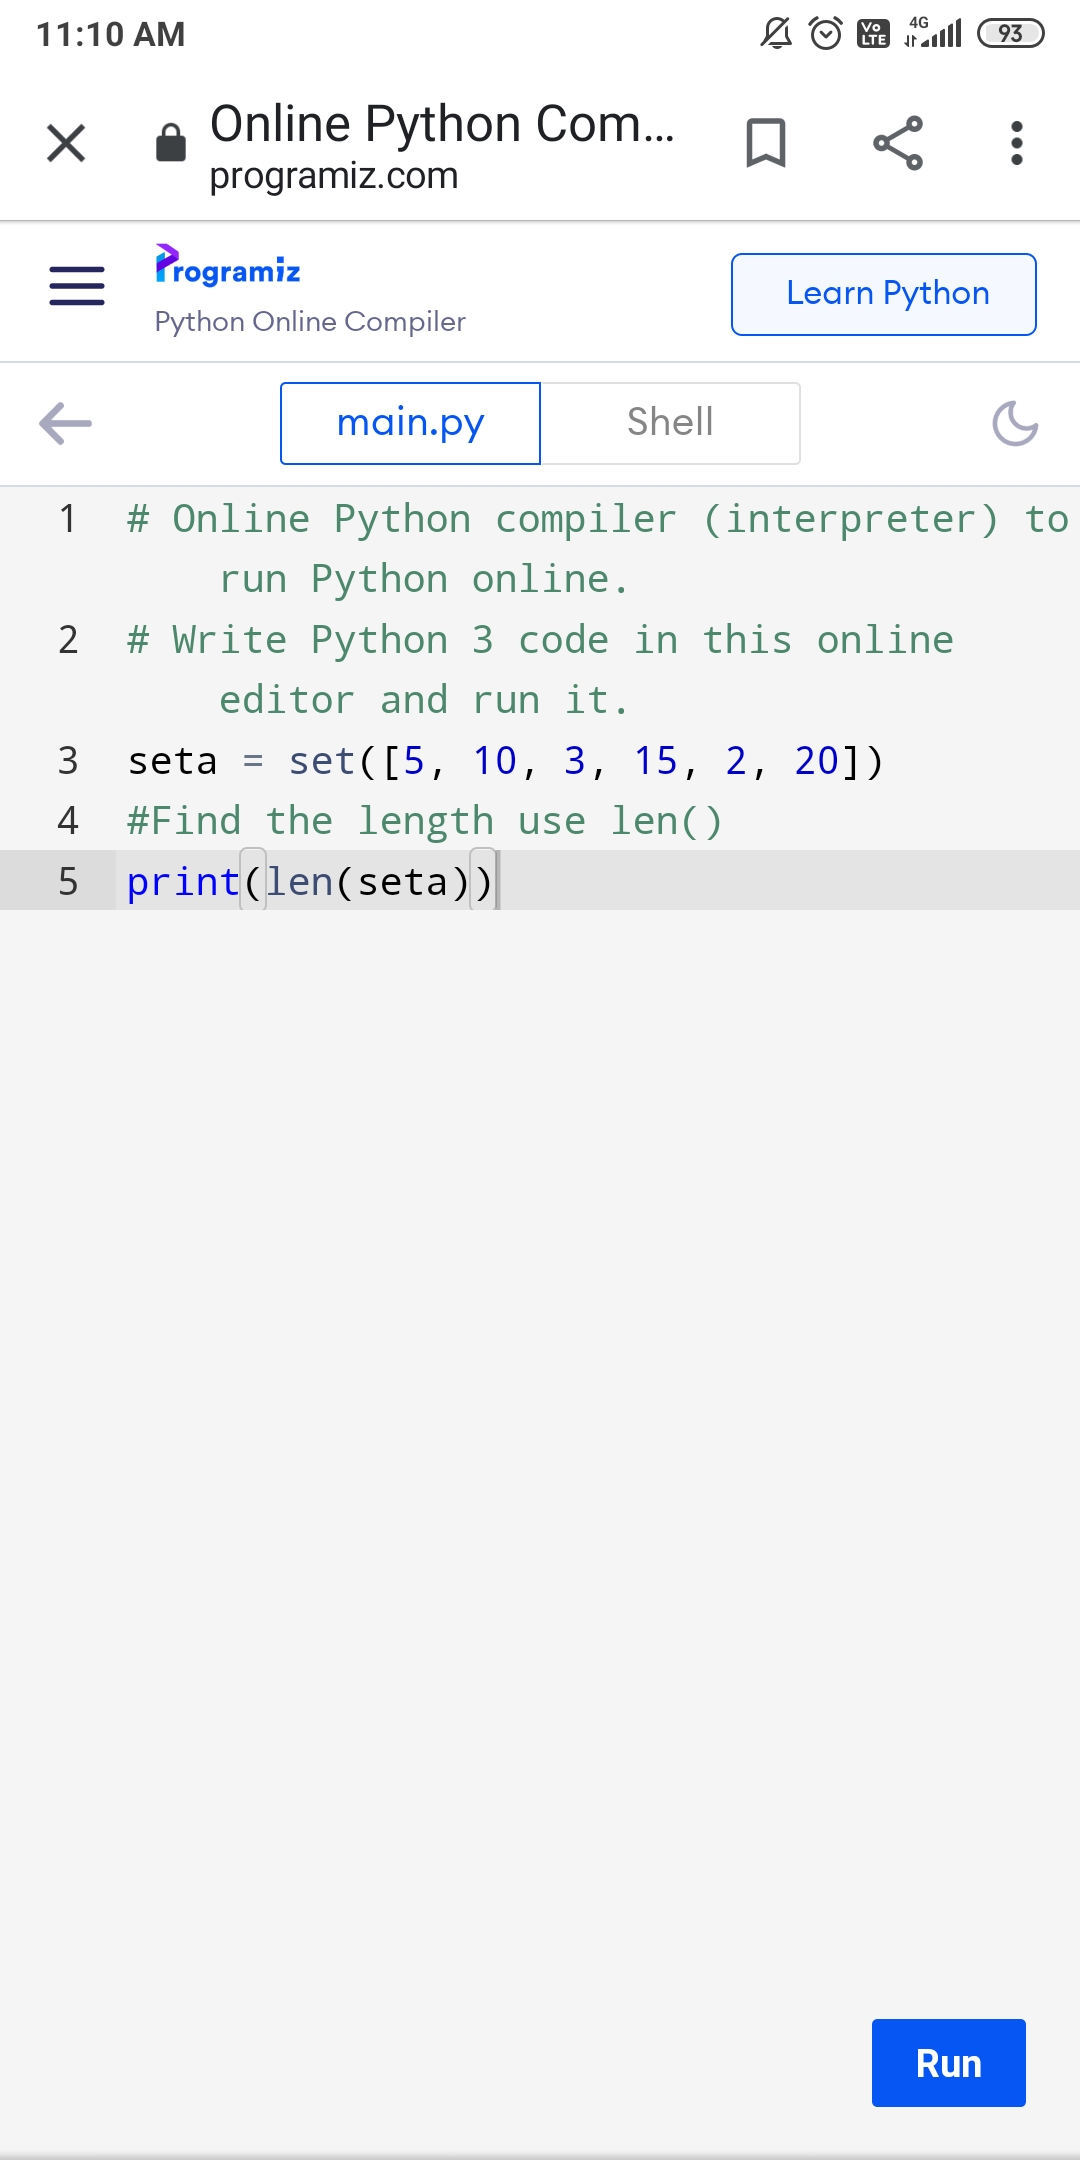 11:10 AM
Vo LTE 4G 93
Online Python Com...
programiz.com
Programiz
Python Online Compiler
Learn Python
main.py Shell
1 # Online Python compiler (interpreter) to
run Python online.
2 # Write Python 3 code in this online
editor and run it.
3 seta = set([5, 10, 3, 15, 2, 20])
4 #Find the length use len()
5 print(len(seta))
Run